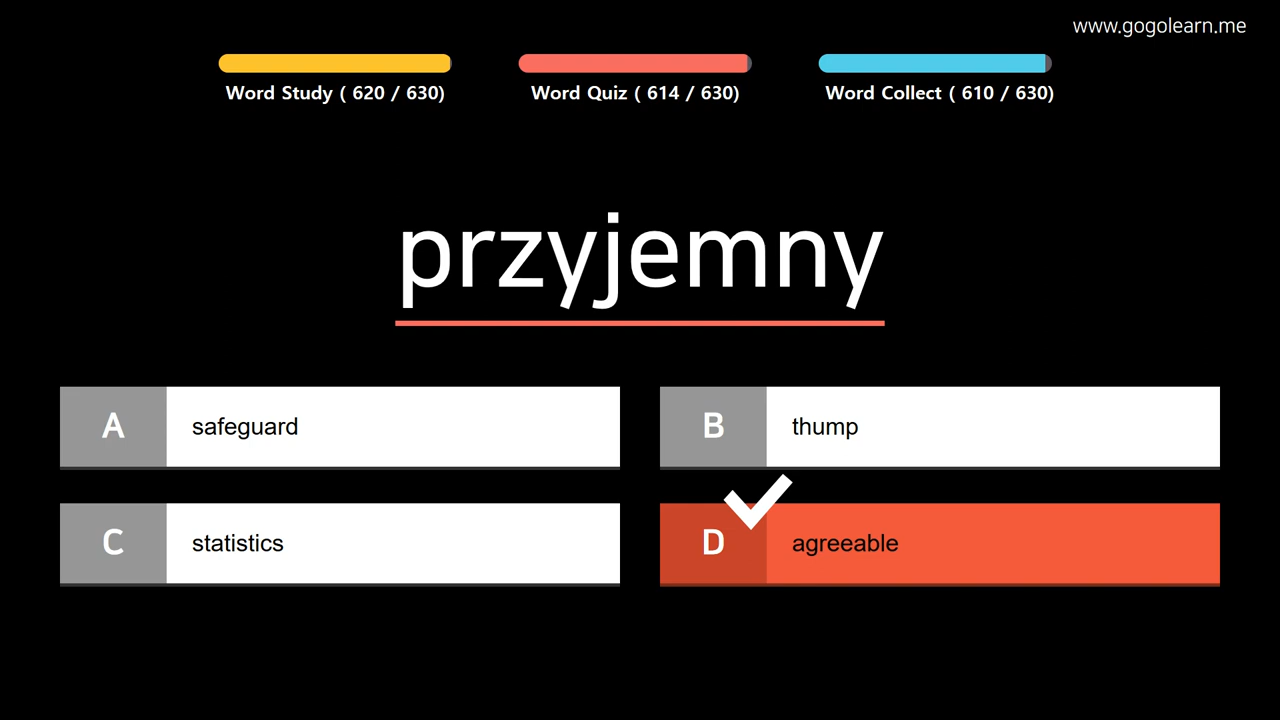 www.gogolearn.me
Word Study ( 620 / 630)
Word Quiz ( 614 / 630)
Word Collect ( 610 / 630)
przyjemny
A safeguard
B thump
C statistics
D agreeable